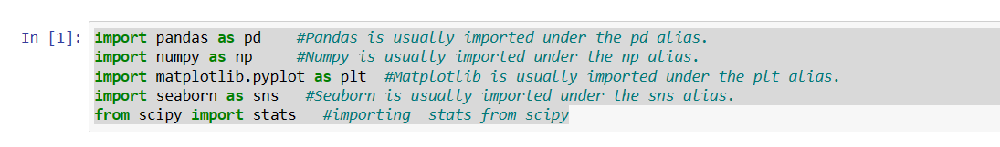 In [1]: import pandas as pd    #Pandas is usually imported under the pd alias.
import numpy as np     #Numpy is usually imported under the np alias.
import matplotlib.pyplot as plt  #Matplotlib is usually imported under the plt alias.
import seaborn as sns   #Seaborn is usually imported under the sns alias.
from scipy import stats   #importing  stats from scipy